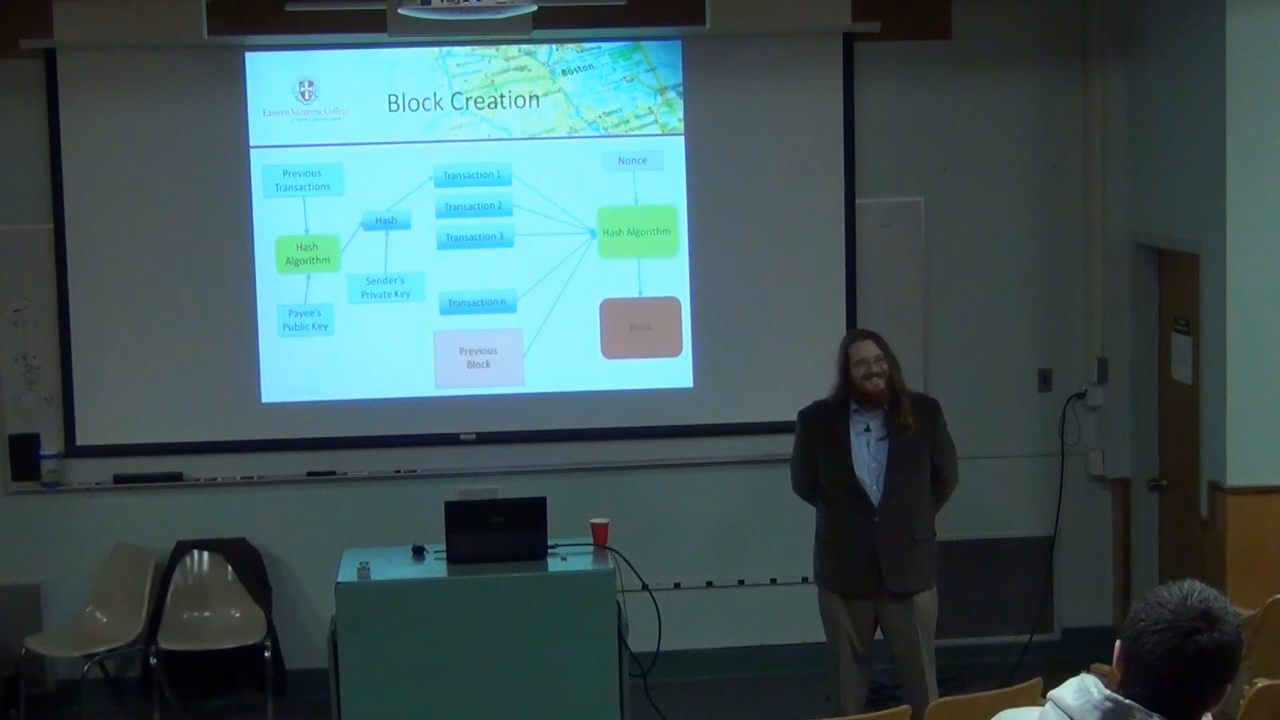 Eastern Nazarene College
Block Creation
Boston
Previous
Transactions
Hash
Algorithm
Payee's
Public Key
Hash
Sender's
Private Key
Transaction 1
Transaction 2
Transaction 3
Transaction n
Previous
Block
Nonce
Hash Algorithm
Block